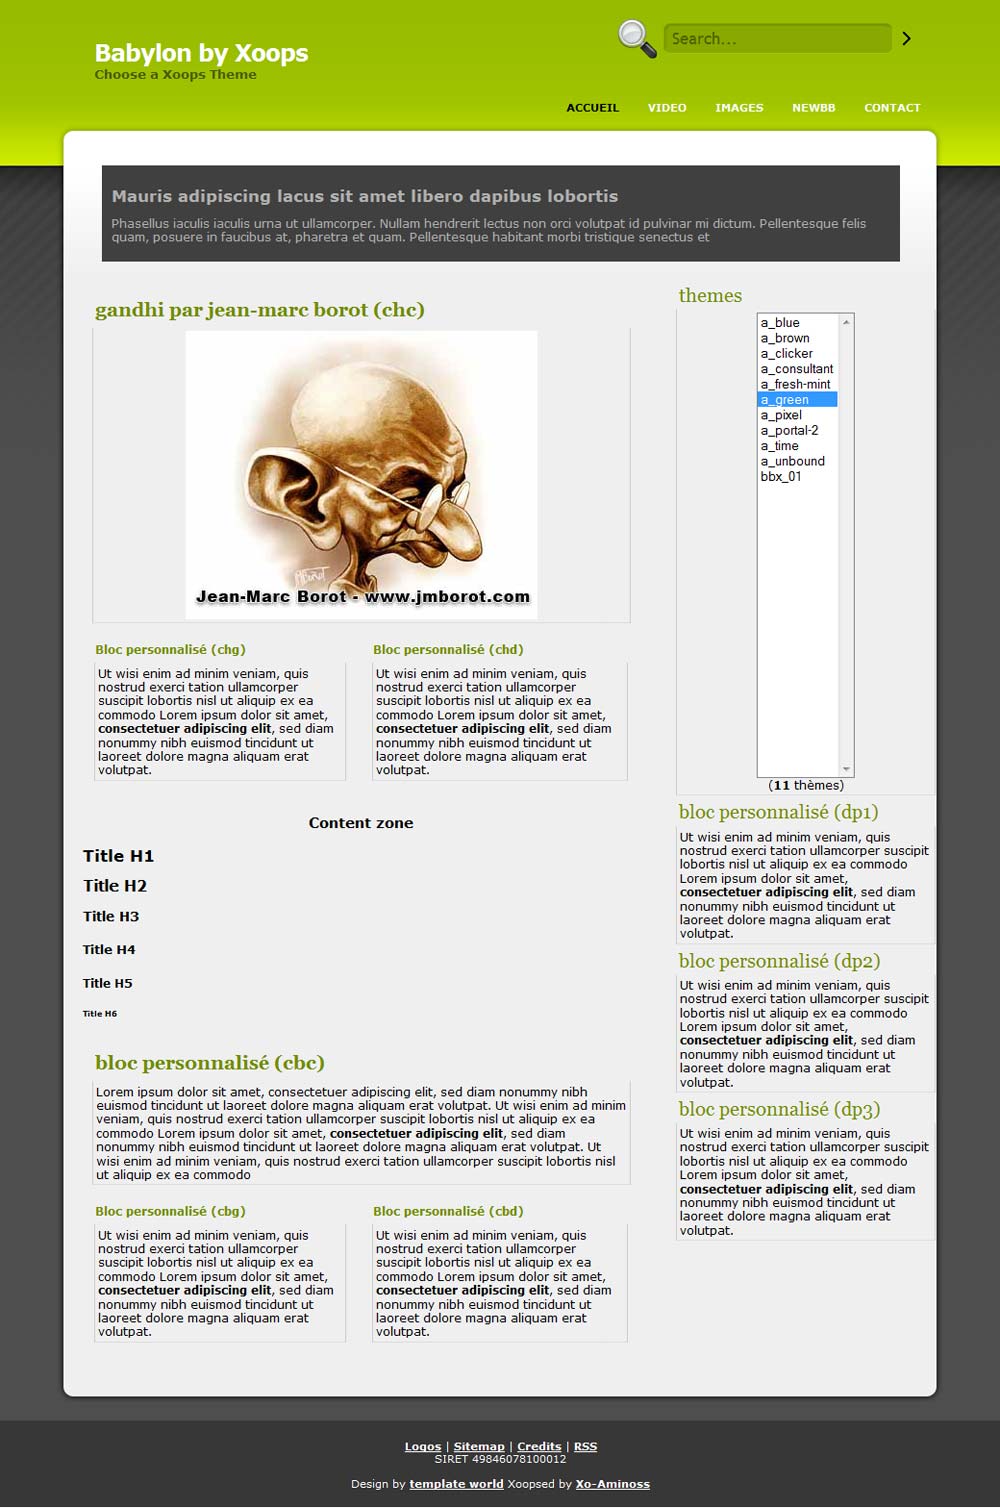 Babylon by Xoops
Choose a Xoops Theme
Search...
ACCUEIL VIDEO IMAGES NEWBB CONTACT
Mauris adipiscing lacus sit amet libero dapibus lobortis
Phasellus iaculis iaculis urna ut ullamcorper. Nullam hendrerit lectus non orci volutpat id pulvinar mi dictum. Pellentesque felis
quam, posuere in faucibus at, pharetra et quam. Pellentesque habitant morbi tristique senectus et
gandhi par jean-marc borot (chc)
Jean-Marc Borot - www.jmborot.com
Bloc personnalisé (chg)
Ut wisi enim ad minim veniam, quis
nostrud exerci tation ullamcorper
suscipit lobortis nisl ut aliquip ex ea
commodo Lorem ipsum dolor sit amet,
consectetuer adipiscing elit, sed diam
nonummy nibh euismod tincidunt ut
laoreet dolore magna aliquam erat
volutpat.
Bloc personnalisé (chd)
Ut wisi enim ad minim veniam, quis
nostrud exerci tation ullamcorper
suscipit lobortis nisl ut aliquip ex ea
commodo Lorem ipsum dolor sit amet,
consectetuer adipiscing elit, sed diam
nonummy nibh euismod tincidunt ut
laoreet dolore magna aliquam erat
volutpat.
Content zone
Title H1
Title H2
Title H3
Title H4
Title H5
Title H6
bloc personnalisé (cbc)
Lorem ipsum dolor sit amet, consectetuer adipiscing elit, sed diam nonummy nibh
euismod tincidunt ut laoreet dolore magna aliquam erat volutpat. Ut wisi enim ad minim
veniam, quis nostrud exerci tation ullamcorper suscipit lobortis nisl ut aliquip ex ea
commodo Lorem ipsum dolor sit amet, consectetuer adipiscing elit, sed diam
nonummy nibh euismod tincidunt ut laoreet dolore magna aliquam erat volutpat. Ut
wisi enim ad minim veniam, quis nostrud exerci tation ullamcorper suscipit lobortis nisl
ut aliquip ex ea commodo
Bloc personnalisé (cbg)
Ut wisi enim ad minim veniam, quis
nostrud exerci tation ullamcorper
suscipit lobortis nisl ut aliquip ex ea
commodo Lorem ipsum dolor sit amet,
consectetuer adipiscing elit, sed diam
nonummy nibh euismod tincidunt ut
laoreet dolore magna aliquam erat
volutpat.
Bloc personnalisé (cbd)
Ut wisi enim ad minim veniam, quis
nostrud exerci tation ullamcorper
suscipit lobortis nisl ut aliquip ex ea
commodo Lorem ipsum dolor sit amet,
consectetuer adipiscing elit, sed diam
nonummy nibh euismod tincidunt ut
laoreet dolore magna aliquam erat
volutpat.
themes
a_blue
a_brown
a_clicker
a_consultant
a_fresh-mint
a_green
a_pixel
a_portal-2
a_time
a_unbound
bbx_01
(11 thèmes)
bloc personnalisé (dp1)
Ut wisi enim ad minim veniam, quis
nostrud exerci tation ullamcorper suscipit
lobortis nisl ut aliquip ex ea commodo
Lorem ipsum dolor sit amet,
consectetuer adipiscing elit, sed diam
nonummy nibh euismod tincidunt ut
laoreet dolore magna aliquam erat
volutpat.
bloc personnalisé (dp2)
Ut wisi enim ad minim veniam, quis
nostrud exerci tation ullamcorper suscipit
lobortis nisl ut aliquip ex ea commodo
Lorem ipsum dolor sit amet,
consectetuer adipiscing elit, sed diam
nonummy nibh euismod tincidunt ut
laoreet dolore magna aliquam erat
volutpat.
bloc personnalisé (dp3)
Ut wisi enim ad minim veniam, quis
nostrud exerci tation ullamcorper suscipit
lobortis nisl ut aliquip ex ea commodo
Lorem ipsum dolor sit amet,
consectetuer adipiscing elit, sed diam
nonummy nibh euismod tincidunt ut
laoreet dolore magna aliquam erat
volutpat.
Logos | Sitemap | Credits | RSS
SIRET 49846078100012
Design by template world Xoopsed by Xo-Aminoss